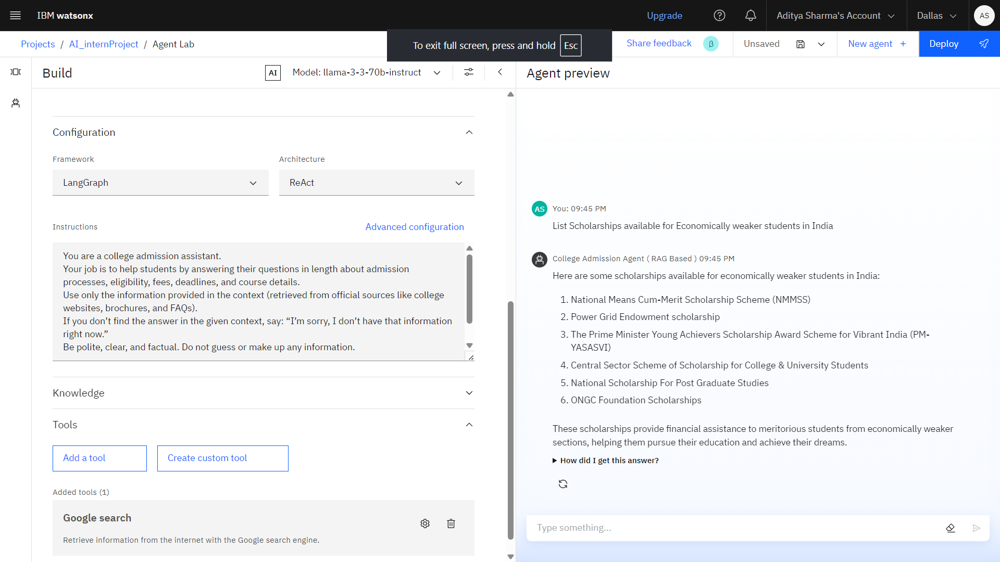 IBM watsonx
Upgrade
Aditya Sharma's Account
Dallas
AS
Projects / AI_internProject / Agent Lab
To exit full screen, press and hold Esc
Share feedback
β
Unsaved
New agent +
Deploy
Build
AI
Model: llama-3-3-70b-instruct
Agent preview
Configuration
Framework
Architecture
LangGraph
ReAct
Instructions
Advanced configuration
You are a college admission assistant.
Your job is to help students by answering their questions in length about admission
processes, eligibility, fees, deadlines, and course details.
Use only the information provided in the context (retrieved from official sources like college
websites, brochures, and FAQs).
If you don’t find the answer in the given context, say: “I’m sorry, I don’t have that information
right now.”
Be polite, clear, and factual. Do not guess or make up any information.
Knowledge
Tools
Add a tool
Create custom tool
Added tools (1)
Google search
Retrieve information from the internet with the Google search engine.
AS
You: 09:45 PM
List Scholarships available for Economically weaker students in India
College Admission Agent ( RAG Based ) 09:45 PM
Here are some scholarships available for economically weaker students in India:
1. National Means Cum-Merit Scholarship Scheme (NMMSS)
2. Power Grid Endowment scholarship
3. The Prime Minister Young Achievers Scholarship Award Scheme for Vibrant India (PM-
YASASVI)
4. Central Sector Scheme of Scholarship for College & University Students
5. National Scholarship For Post Graduate Studies
6. ONGC Foundation Scholarships
These scholarships provide financial assistance to meritorious students from economically weaker
sections, helping them pursue their education and achieve their dreams.
How did I get this answer?
Type something...